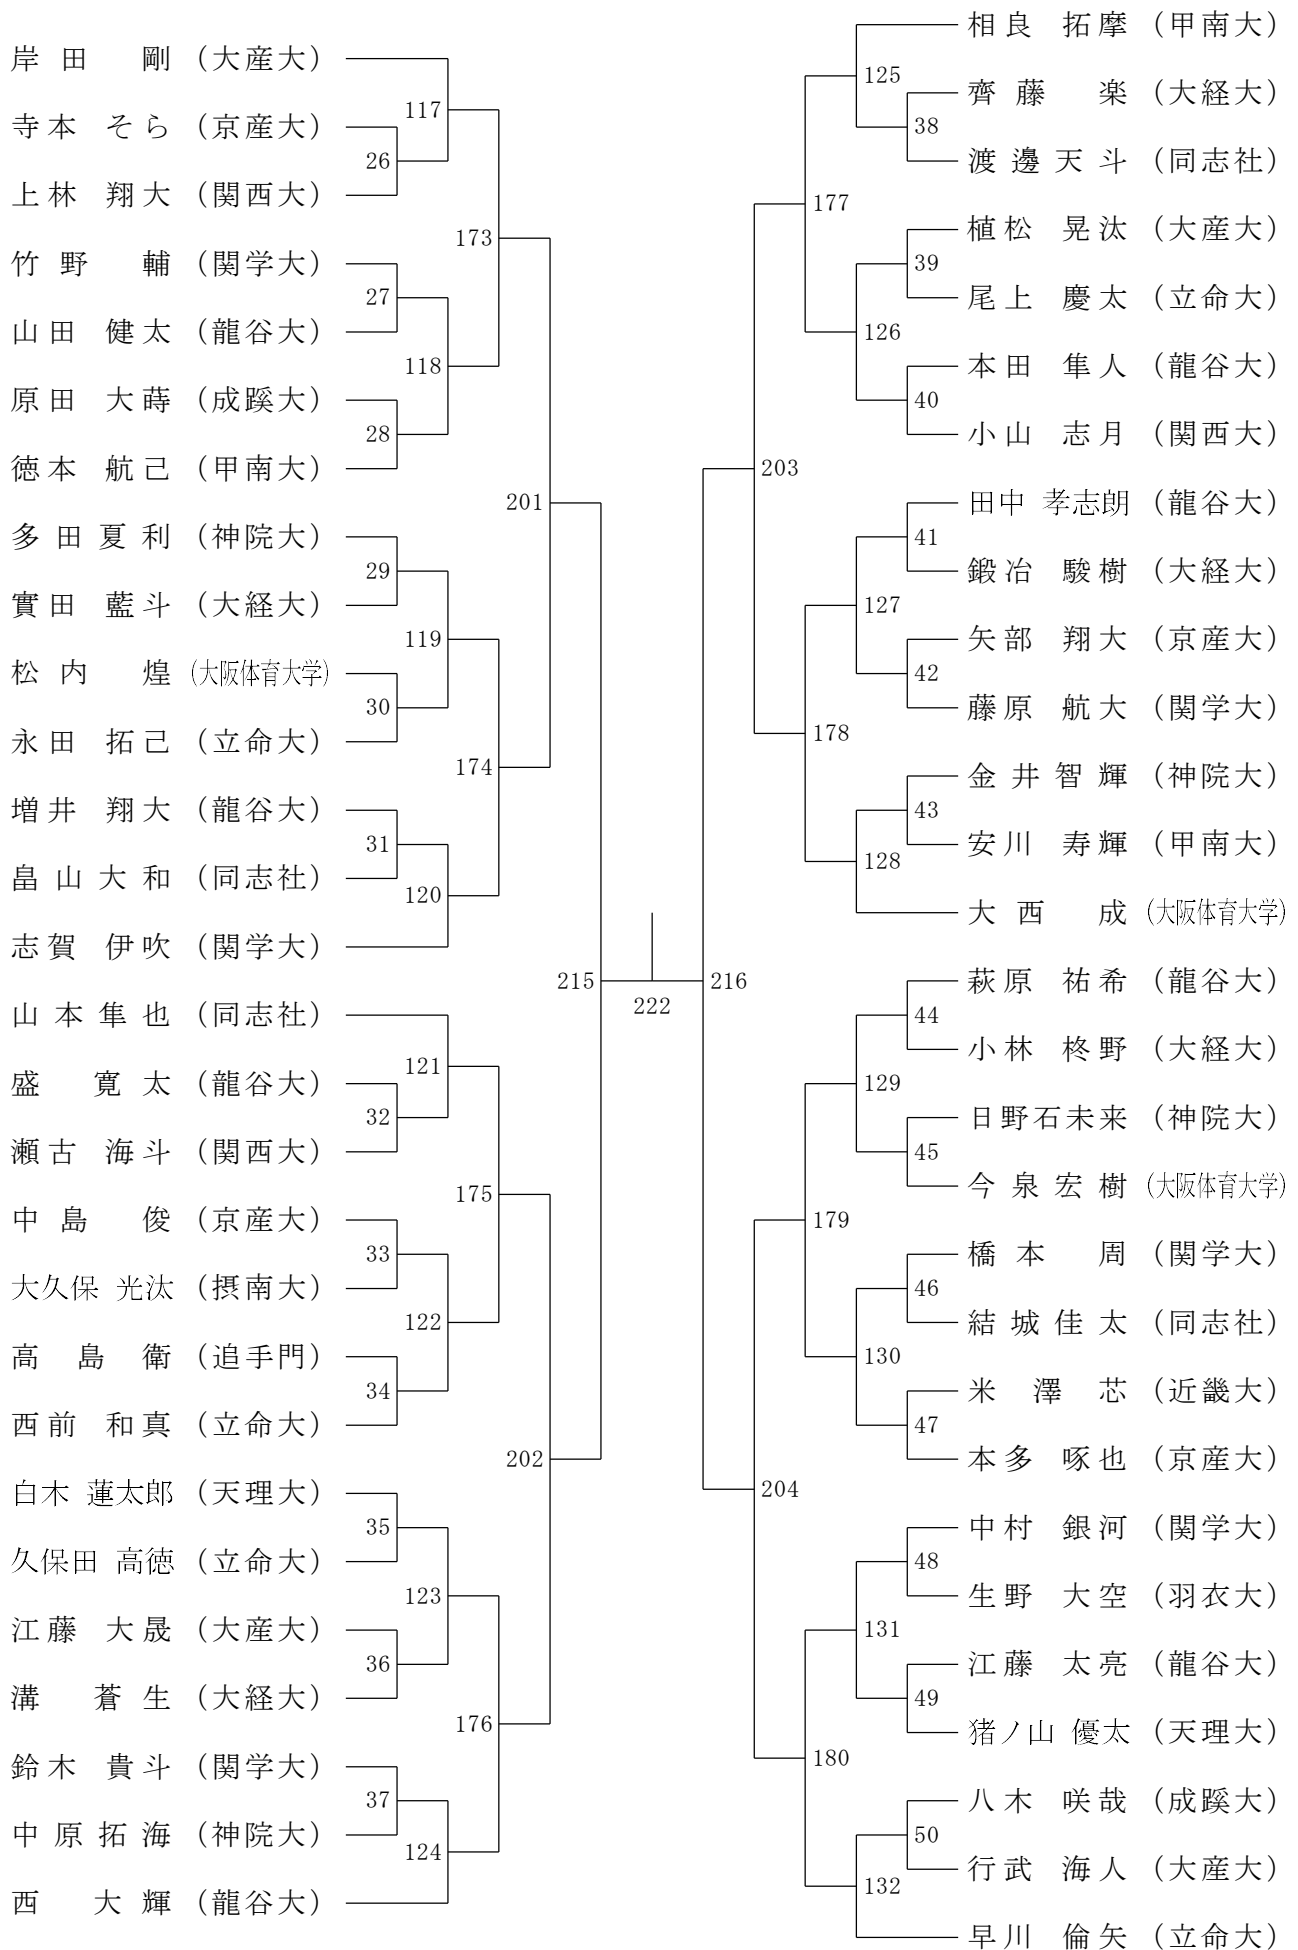 岸田 剛 (大産大)
117
寺本 そら (京産大)
26
上林 翔大 (関西大)
173
竹野 輔 (関学大)
27
山田 健太 (龍谷大)
118
原田 大蒔 (成蹊大)
28
徳本 航己 (甲南大)
201
多田夏利 (神院大)
29
實田 藍斗 (大経大)
119
松内 煌 (大阪体育大学)
30
永田 拓己 (立命大)
174
増井 翔大 (龍谷大)
31
畠山大和 (同志社)
120
志賀 伊吹 (関学大)
215
山本隼也 (同志社)
121
盛 寛太 (龍谷大)
32
瀬古 海斗 (関西大)
175
中島 俊 (京産大)
33
大久保 光汰 (摂南大)
122
高島 衛 (追手門)
34
西前 和真 (立命大)
202
白木 蓮太郎 (天理大)
35
久保田 高徳 (立命大)
123
江藤 大晟 (大産大)
36
溝 蒼生 (大経大)
176
鈴木 貴斗 (関学大)
37
中原拓海 (神院大)
124
西 大輝 (龍谷大)
222
相良 拓摩 (甲南大)
125
齊藤 楽 (大経大)
38
渡邊天斗 (同志社)
177
植松 晃汰 (大産大)
39
尾上 慶太 (立命大)
126
本田 隼人 (龍谷大)
40
小山 志月 (関西大)
203
田中 孝志朗 (龍谷大)
41
鍛冶 駿樹 (大経大)
127
矢部 翔大 (京産大)
42
藤原 航大 (関学大)
178
金井智輝 (神院大)
43
安川 寿輝 (甲南大)
128
大西 成 (大阪体育大学)
216
萩原 祐希 (龍谷大)
44
小林 柊野 (大経大)
129
日野石未来 (神院大)
45
今泉宏樹 (大阪体育大学)
179
橋本 周 (関学大)
46
結城佳太 (同志社)
130
米澤 芯 (近畿大)
47
本多 啄也 (京産大)
204
中村 銀河 (関学大)
48
生野 大空 (羽衣大)
131
江藤 太亮 (龍谷大)
49
猪ノ山 優太 (天理大)
180
八木 咲哉 (成蹊大)
50
行武 海人 (大産大)
132
早川 倫矢 (立命大)